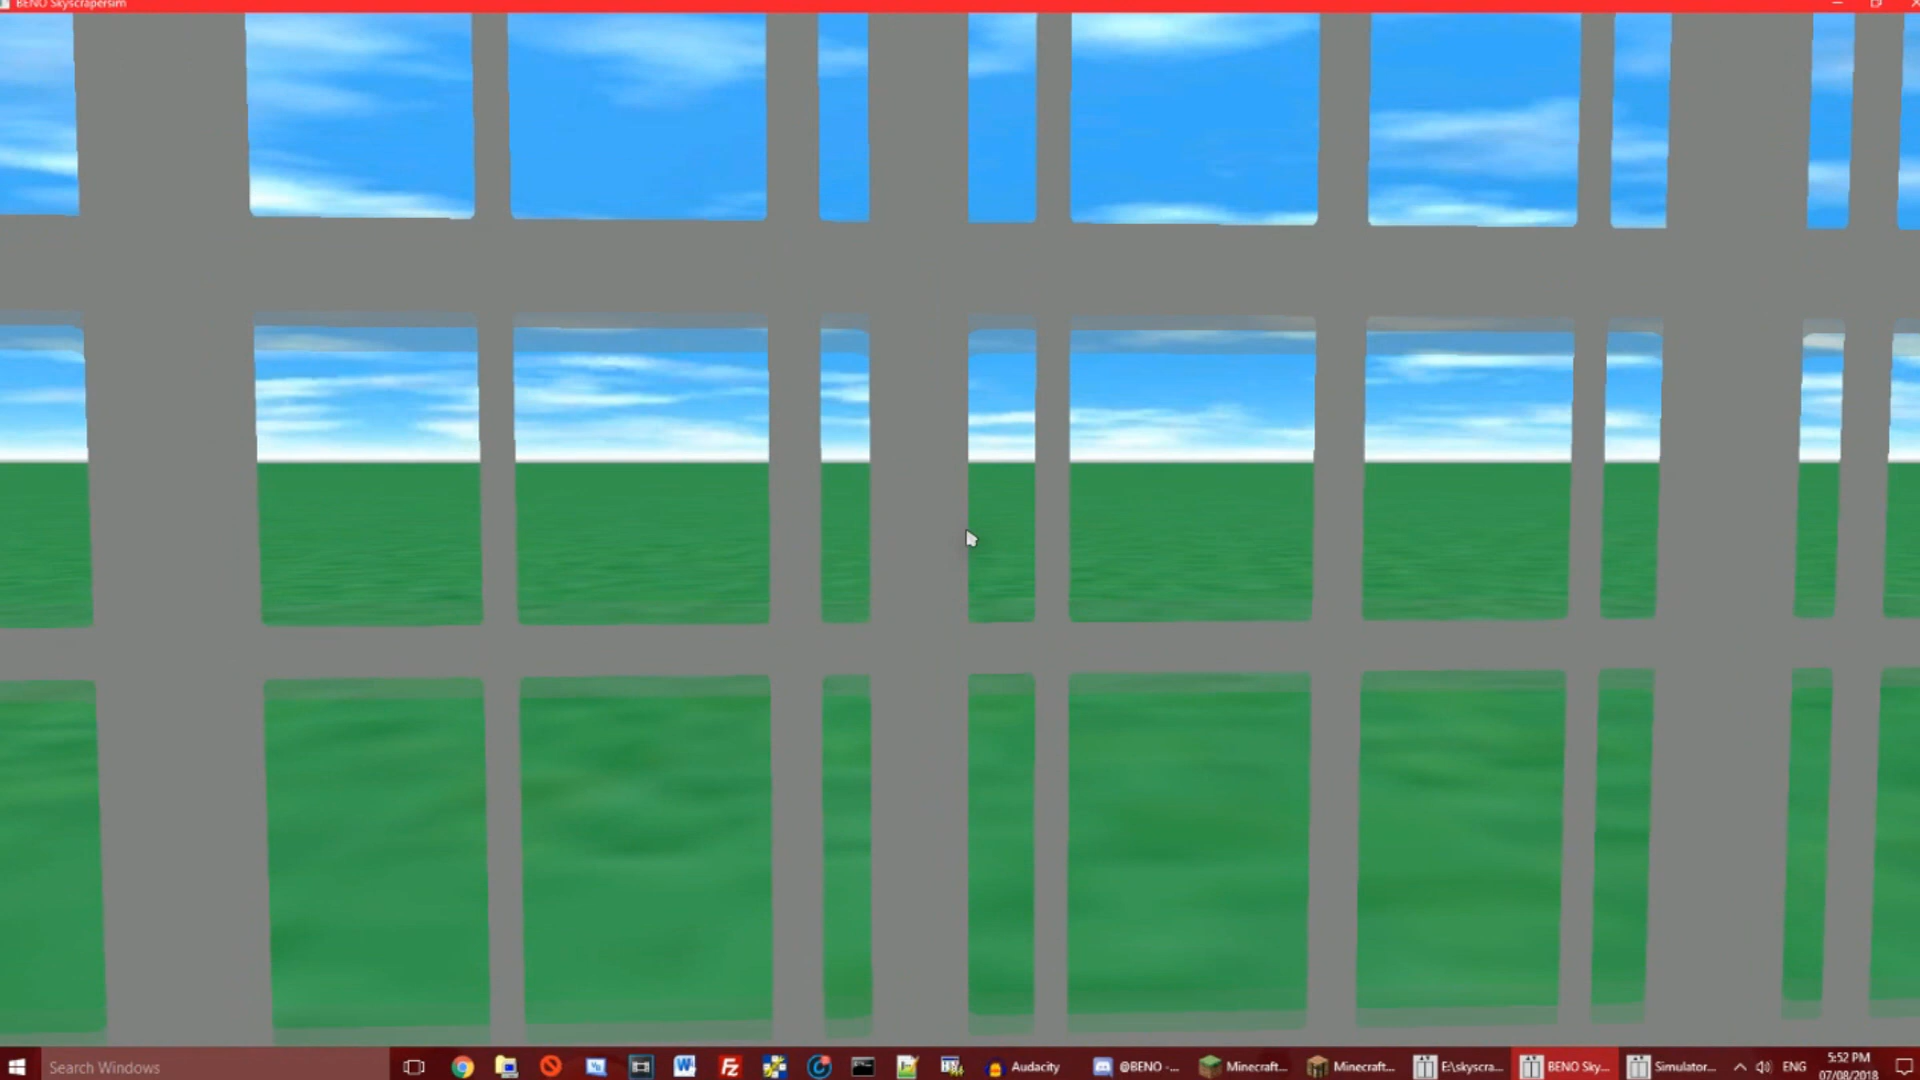 BENO Skyscrapersim
Search Windows
Audacity
@BENO -...
Minecraft...
Minecraft...
E:\skyscra...
BENO Sky...
Simulator...
ENG
5:52 PM
07/08/2018